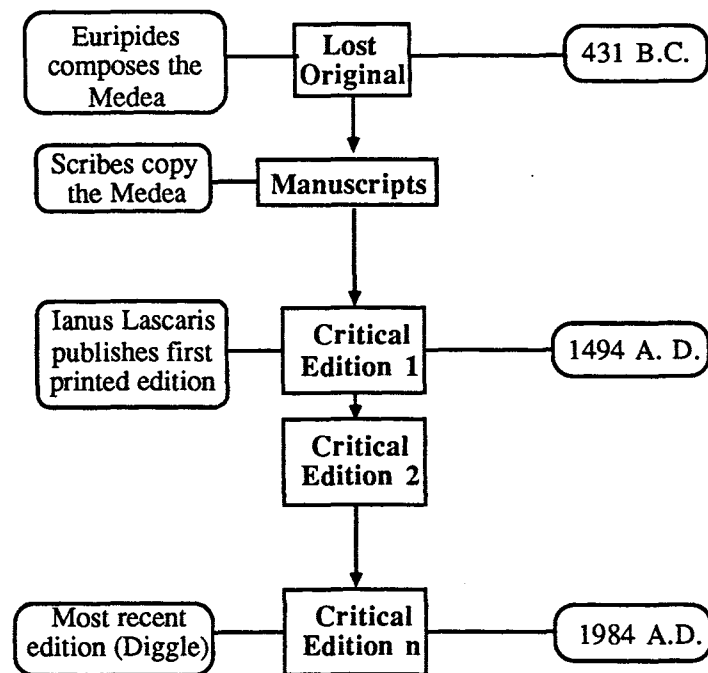 Euripides
composes the
Medea
Lost
Original
431 B.C.
Scribes copy
the Medea
Manuscripts
Ianus Lascaris
publishes first
printed edition
Critical
Edition 1
1494 A. D.
Critical
Edition 2
Most recent
edition (Diggle)
Critical
Edition n
1984 A.D.